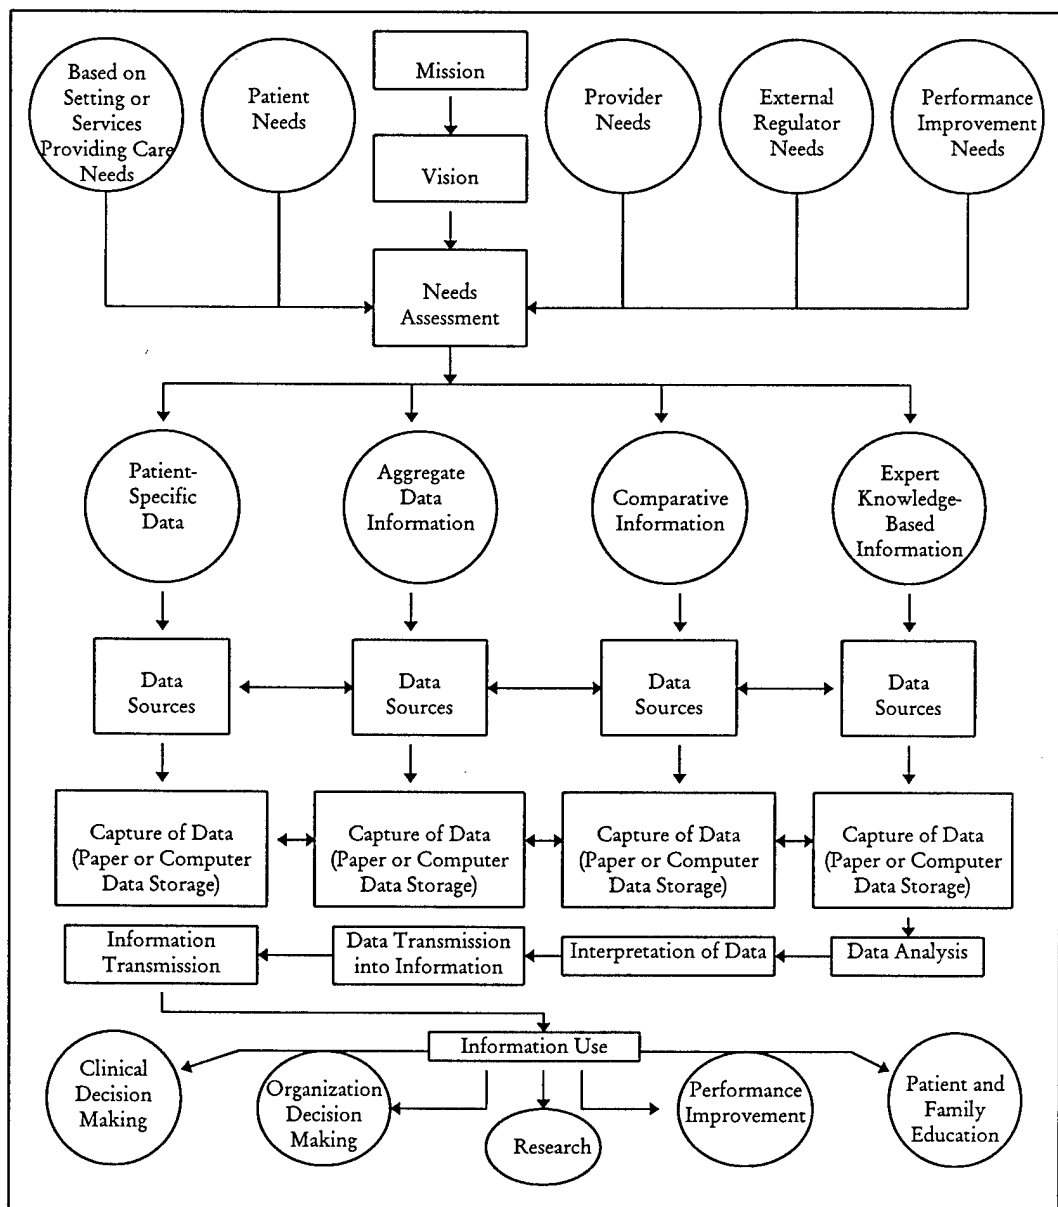 Based on
Setting or
Services
Providing Care
Needs
Patient
Needs
Mission
Provider
Needs
External
Regulator
Needs
Performance
Improvement
Needs
Vision
Needs
Assessment
Patient-
Specific
Data
Aggregate
Data
Information
Comparative
Information
Expert
Knowledge-
Based
Information
Data
Sources
Data
Sources
Data
Sources
Data
Sources
Capture of Data
(Paper or Computer
Data Storage)
Capture of Data
(Paper or Computer
Data Storage)
Capture of Data
(Paper or Computer
Data Storage)
Capture of Data
(Paper or Computer
Data Storage)
Information
Transmission
Data Transmission
into Information
Interpretation of Data
Data Analysis
Information Use
Clinical
Decision
Making
Organization
Decision
Making
Research
Performance
Improvement
Patient and
Family
Education